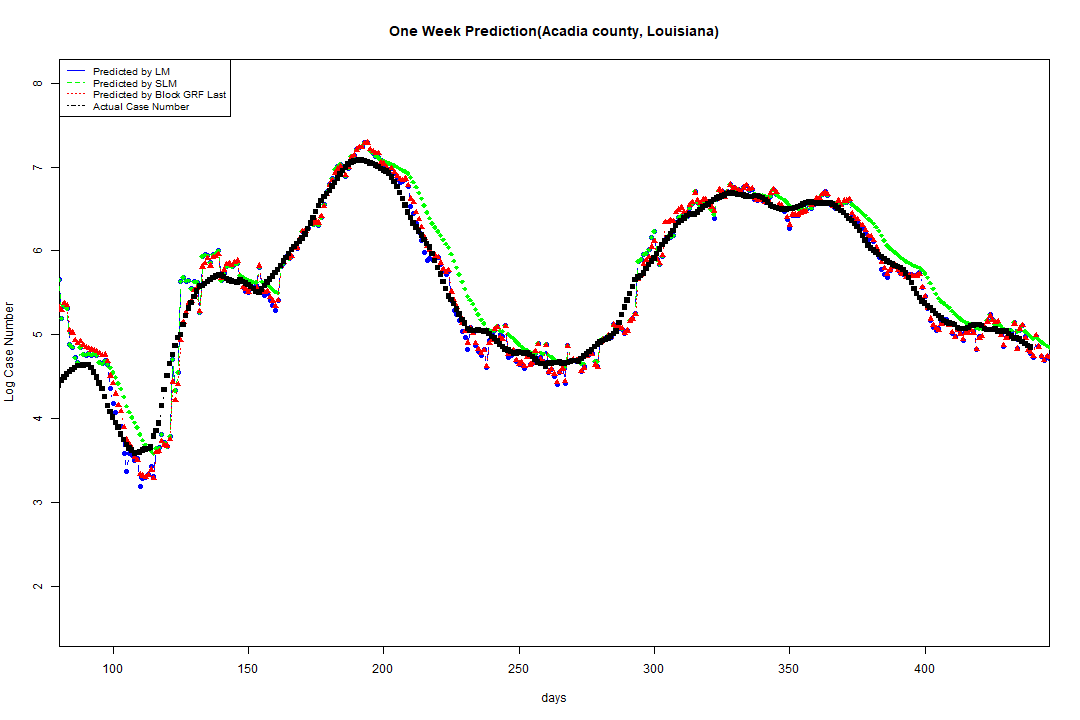 One Week Prediction(Acadia county, Louisiana)
Predicted by LM
Predicted by SLM
Predicted by Block GRF Last
Actual Case Number
8
7
6
5
4
3
2
Log Case Number
100 150 200 250 300 350 400
days